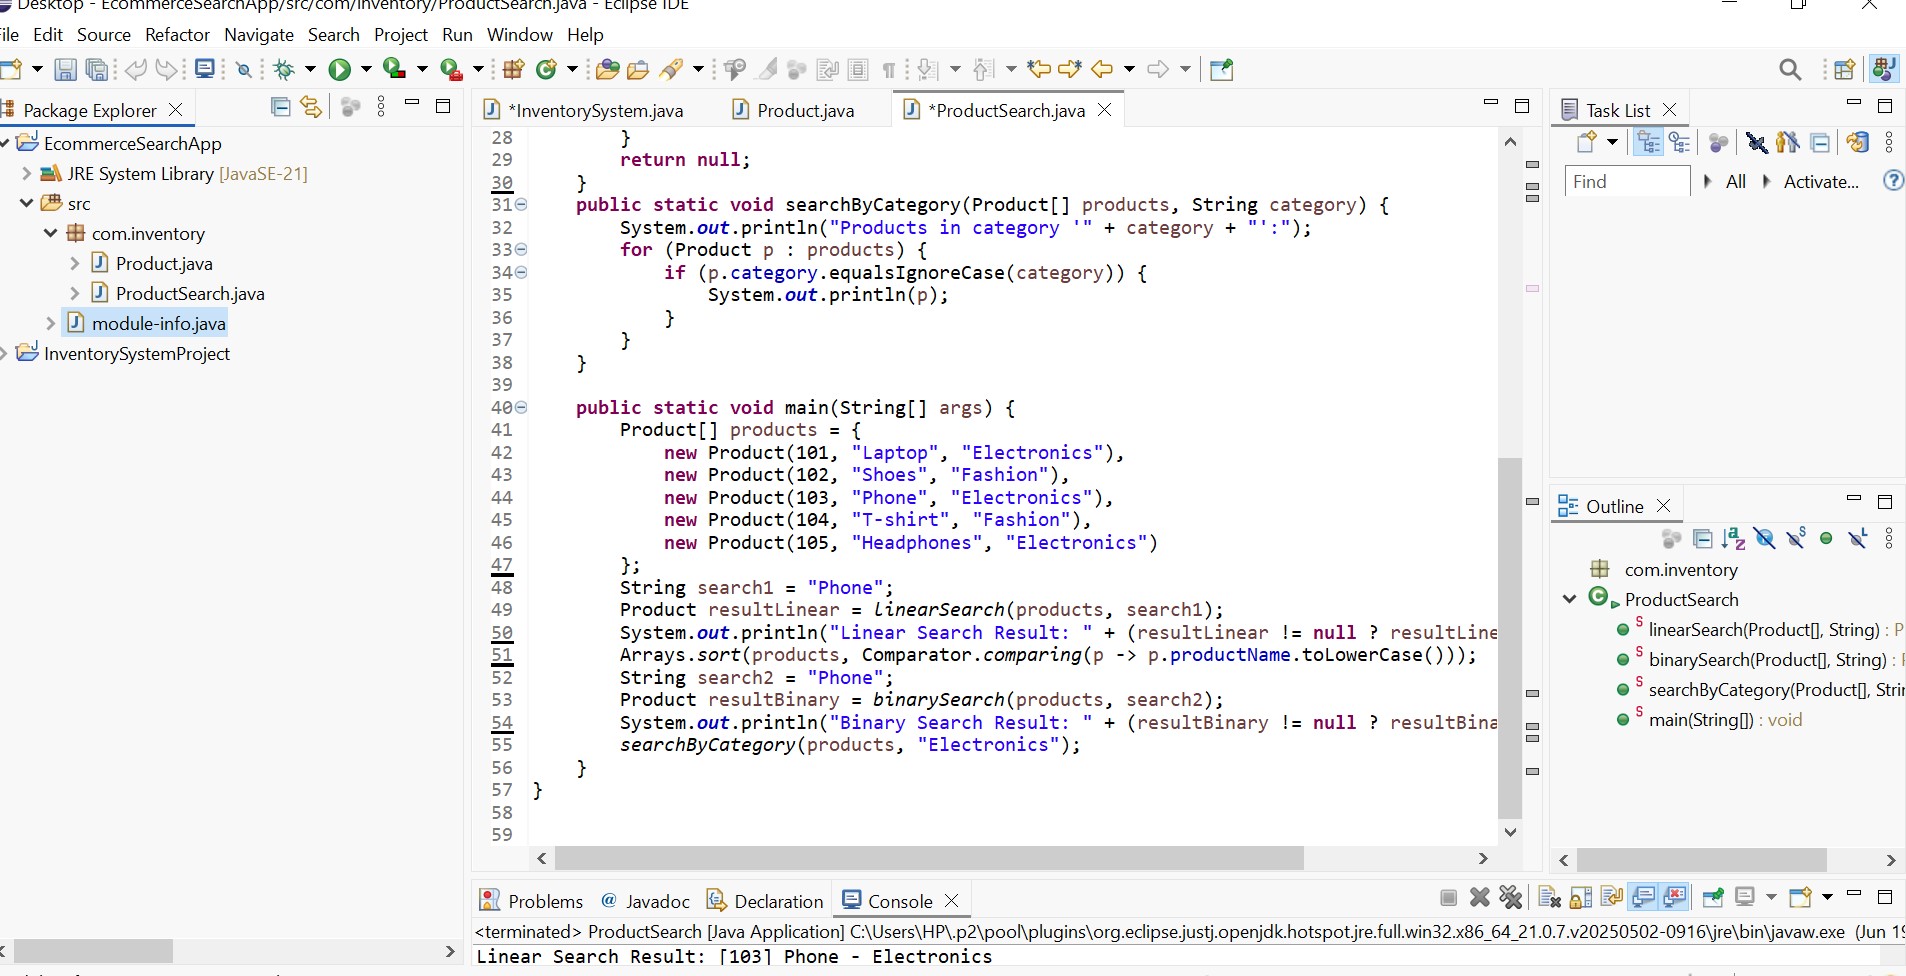 Desktop - EcommerceSearchApp/src/com/inventory/ProductSearch.java - Eclipse IDE
File Edit Source Refactor Navigate Search Project Run Window Help
Package Explorer
EcommerceSearchApp
JRE System Library [JavaSE-21]
src
com.inventory
Product.java
ProductSearch.java
module-info.java
InventorySystemProject
*InventorySystem.java Product.java *ProductSearch.java
28 }
29 return null;
30 }
31 public static void searchByCategory(Product[] products, String category) {
32 System.out.println("Products in category '" + category + "':");
33 for (Product p : products) {
34 if (p.category.equalsIgnoreCase(category)) {
35 System.out.println(p);
36 }
37 }
38 }
39
40 public static void main(String[] args) {
41 Product[] products = {
42 new Product(101, "Laptop", "Electronics"),
43 new Product(102, "Shoes", "Fashion"),
44 new Product(103, "Phone", "Electronics"),
45 new Product(104, "T-shirt", "Fashion"),
46 new Product(105, "Headphones", "Electronics")
47 };
48 String search1 = "Phone";
49 Product resultLinear = linearSearch(products, search1);
50 System.out.println("Linear Search Result: " + (resultLinear != null ? resultLine
51 Arrays.sort(products, Comparator.comparing(p -> p.productName.toLowerCase()));
52 String search2 = "Phone";
53 Product resultBinary = binarySearch(products, search2);
54 System.out.println("Binary Search Result: " + (resultBinary != null ? resultBina
55 searchByCategory(products, "Electronics");
56 }
57 }
58
59
Task List
Find All Activate...
Outline
com.inventory
ProductSearch
linearSearch(Product[], String) : P
binarySearch(Product[], String) :
searchByCategory(Product[], Stri
main(String[]) : void
Problems Javadoc Declaration Console
<terminated> ProductSearch [Java Application] C:\Users\HP\.p2\pool\plugins\org.eclipse.justj.openjdk.hotspot.jre.full.win32.x86_64_21.0.7.v20250502-0916\jre\bin\javaw.exe (Jun 19
Linear Search Result: [103] Phone - Electronics